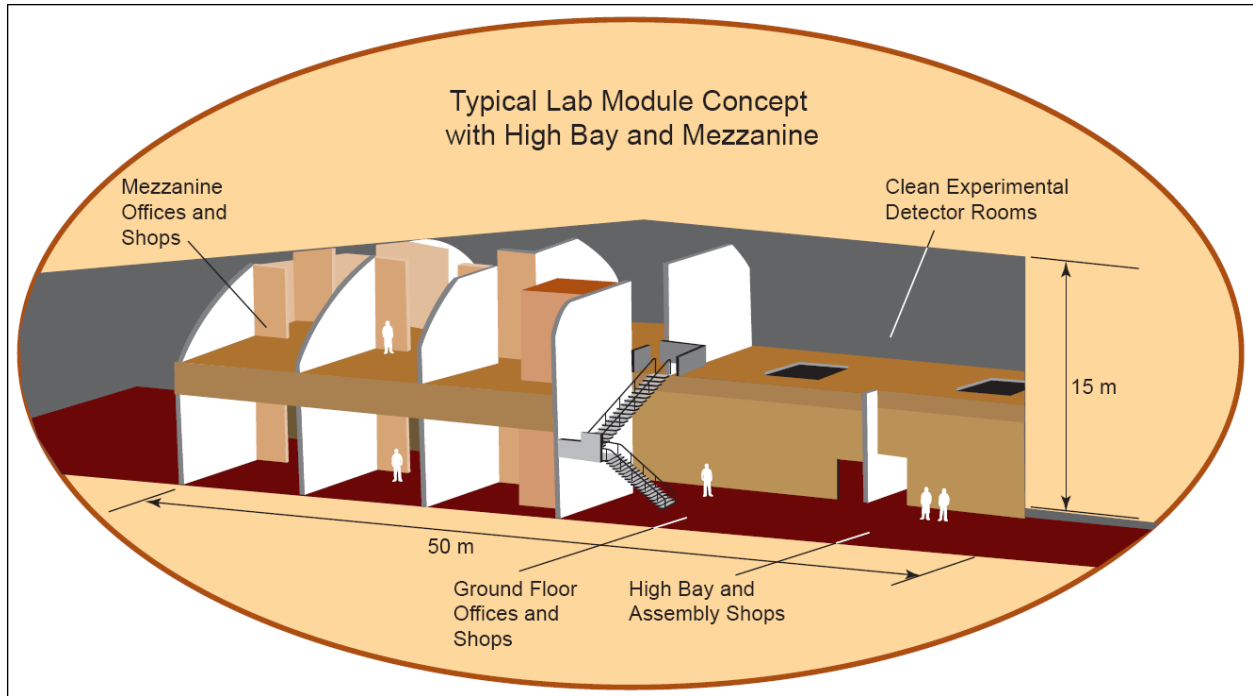 Typical Lab Module Concept
with High Bay and Mezzanine
Mezzanine
Offices and
Shops
Clean Experimental
Detector Rooms
15 m
50 m
Ground Floor
Offices and
Shops
High Bay and
Assembly Shops